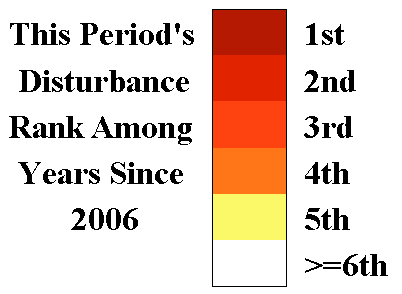 This Period's
Disturbance
Rank Among
Years Since
2006
1st
2nd
3rd
4th
5th
>=6th